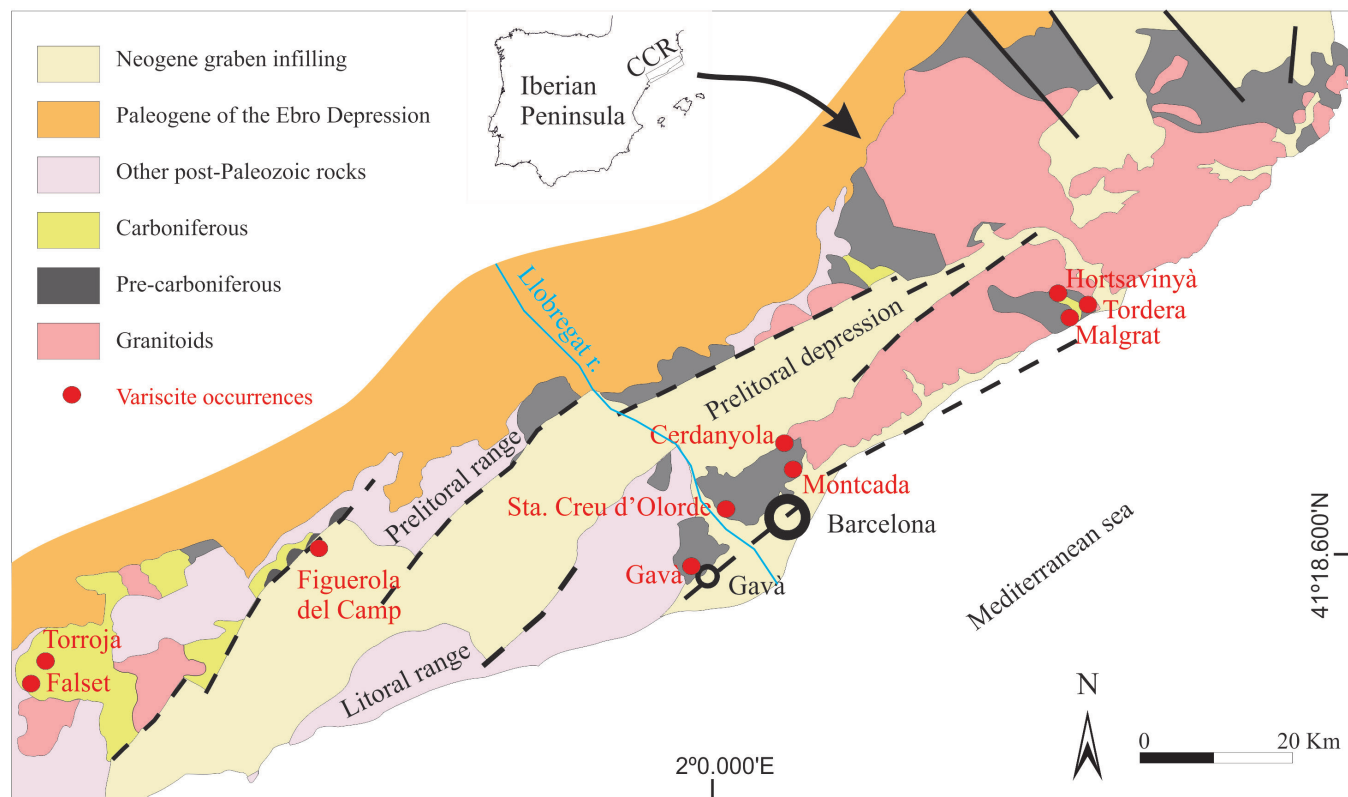 Neogene graben infilling
Paleogene of the Ebro Depression
Other post-Paleozoic rocks
Carboniferous
Pre-carboniferous
Granitoids
Variscite occurrences
CCR
Iberian
Peninsula
Llobregat r.
Hortsavinyà
Tordera
Malgrat
Prelitoral depression
Cerdanyola
Montcada
Prelitoral range
Sta. Creu d'Olorde
Barcelona
Gavà
Gavà
Figuerola
del Camp
Mediterranean sea
41º18.600N
Torroja
Falset
Litoral range
N
0 20 Km
2º0.000'E